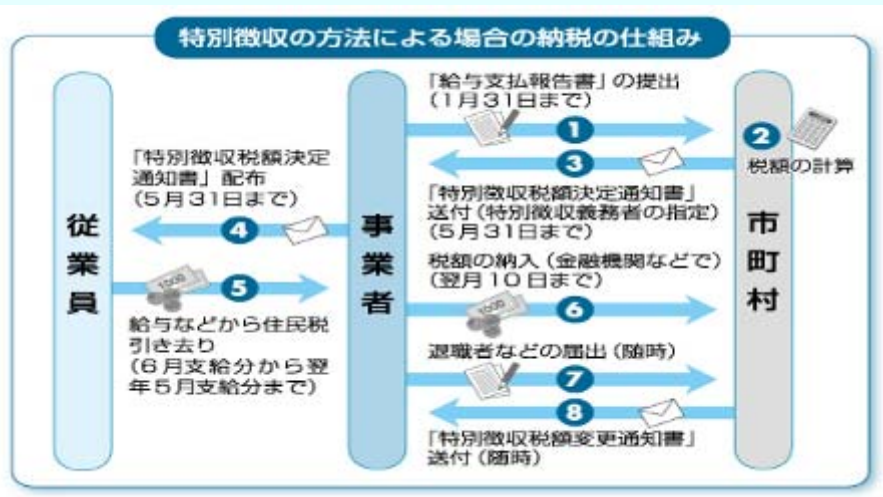 特別徴収の方法による場合の納税の仕組み
「給与支払報告書」の提出
(1月31日まで)
1
2
税額の計算
3
「特別徴収税額決定通知書」
送付(特別徴収義務者の指定)
(5月31日まで)
「特別徴収税額決定
通知書」配布
(5月31日まで)
4
従業員
事業者
市町村
5
給与などから住民税
引き去り
(6月支給分から翌
年5月支給分まで)
税額の納入(金融機関などで)
(翌月10日まで)
1000
1000
6
退職者などの届出(随時)
7
8
「特別徴収税額変更通知書」
送付(随時)